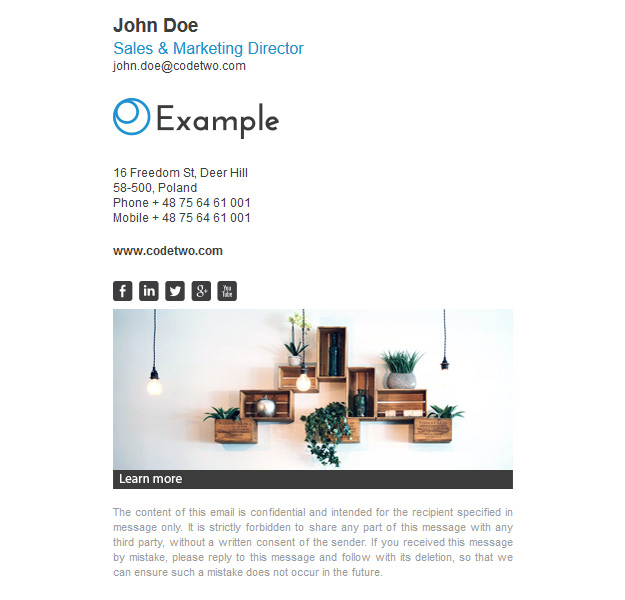 John Doe
Sales & Marketing Director
john.doe@codetwo.com
Example
16 Freedom St, Deer Hill
58-500, Poland
Phone + 48 75 64 61 001
Mobile + 48 75 64 61 001
www.codetwo.com
You
Tube
Learn more
The content of this email is confidential and intended for the recipient specified in
message only. It is strictly forbidden to share any part of this message with any
third party, without a written consent of the sender. If you received this message
by mistake, please reply to this message and follow with its deletion, so that we
can ensure such a mistake does not occur in the future.